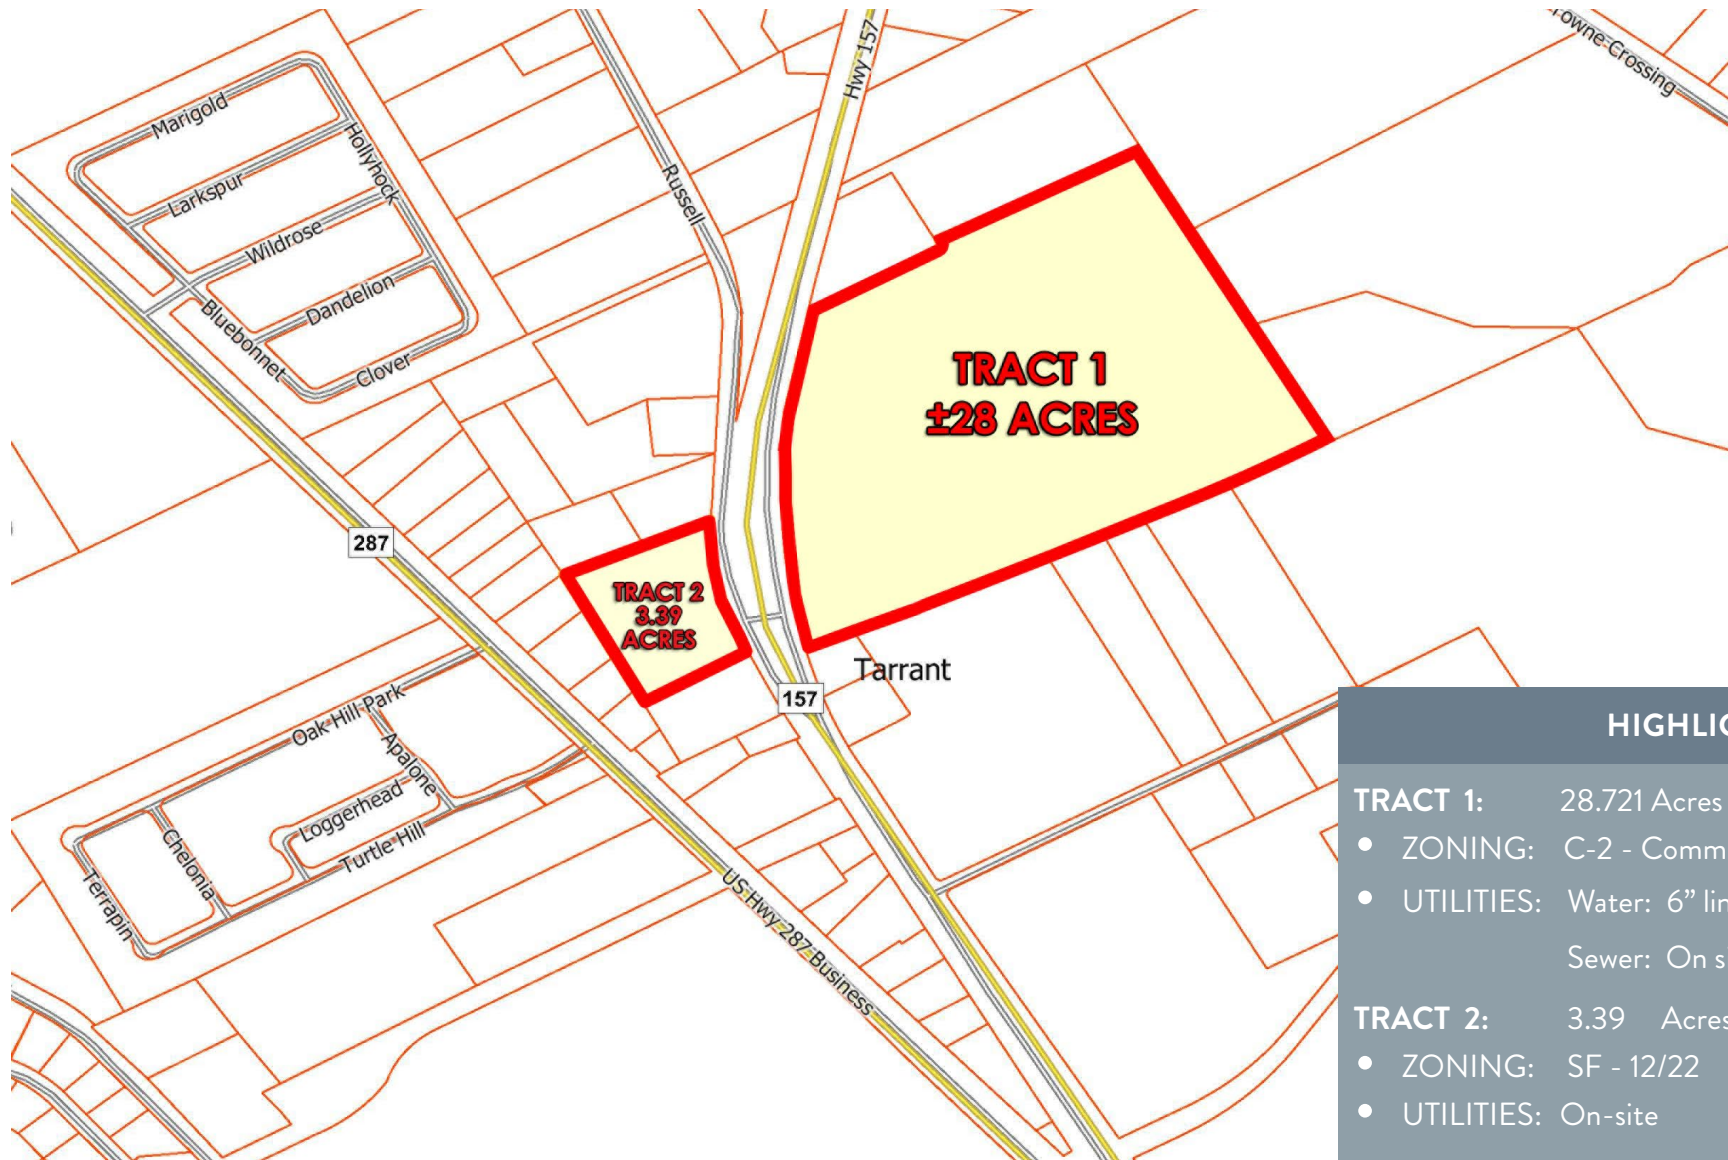 Hwy 157
Crossing
Marigold
Hollyhock
Larkspur
Russell
Wildrose
Dandelion
Bluebonnet
Clover
TRACT 1
±28 ACRES
287
TRACT 2
3.39
ACRES
Tarrant
157
Oak Hill Park
Apalone
Loggerhead
Chelonia
Turtle Hill
Terrapin
US Hwy 287 Business
HIGHLIG
TRACT 1: 28.721 Acres
• ZONING: C-2 - Comm
• UTILITIES: Water: 6” lin
Sewer: On s
TRACT 2: 3.39 Acres
• ZONING: SF - 12/22
• UTILITIES: On-site